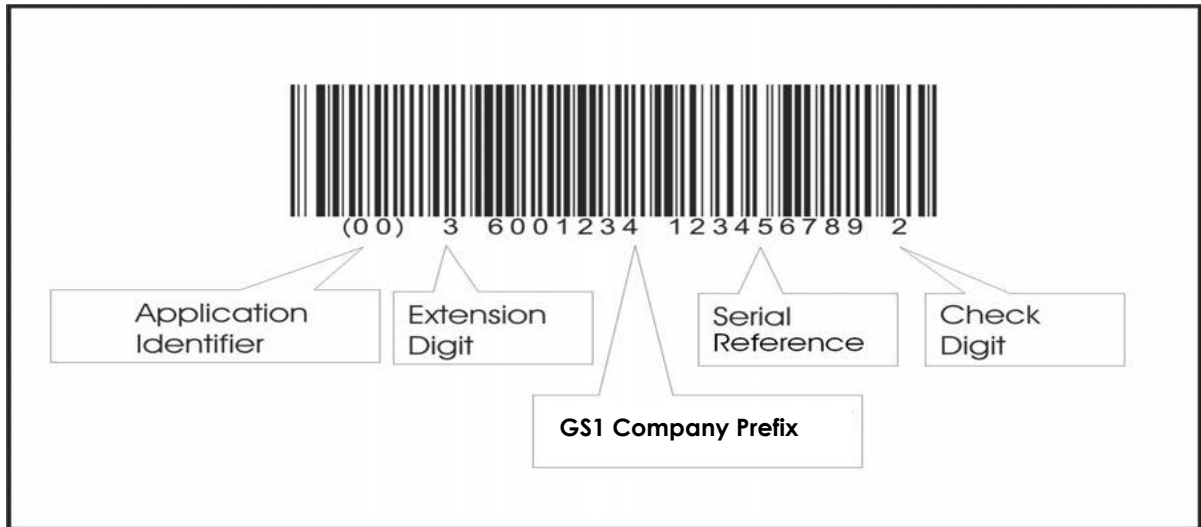 (00) 3 6001234 123456789 2
Application
Identifier
Extension
Digit
Serial
Reference
Check
Digit
GS1 Company Prefix